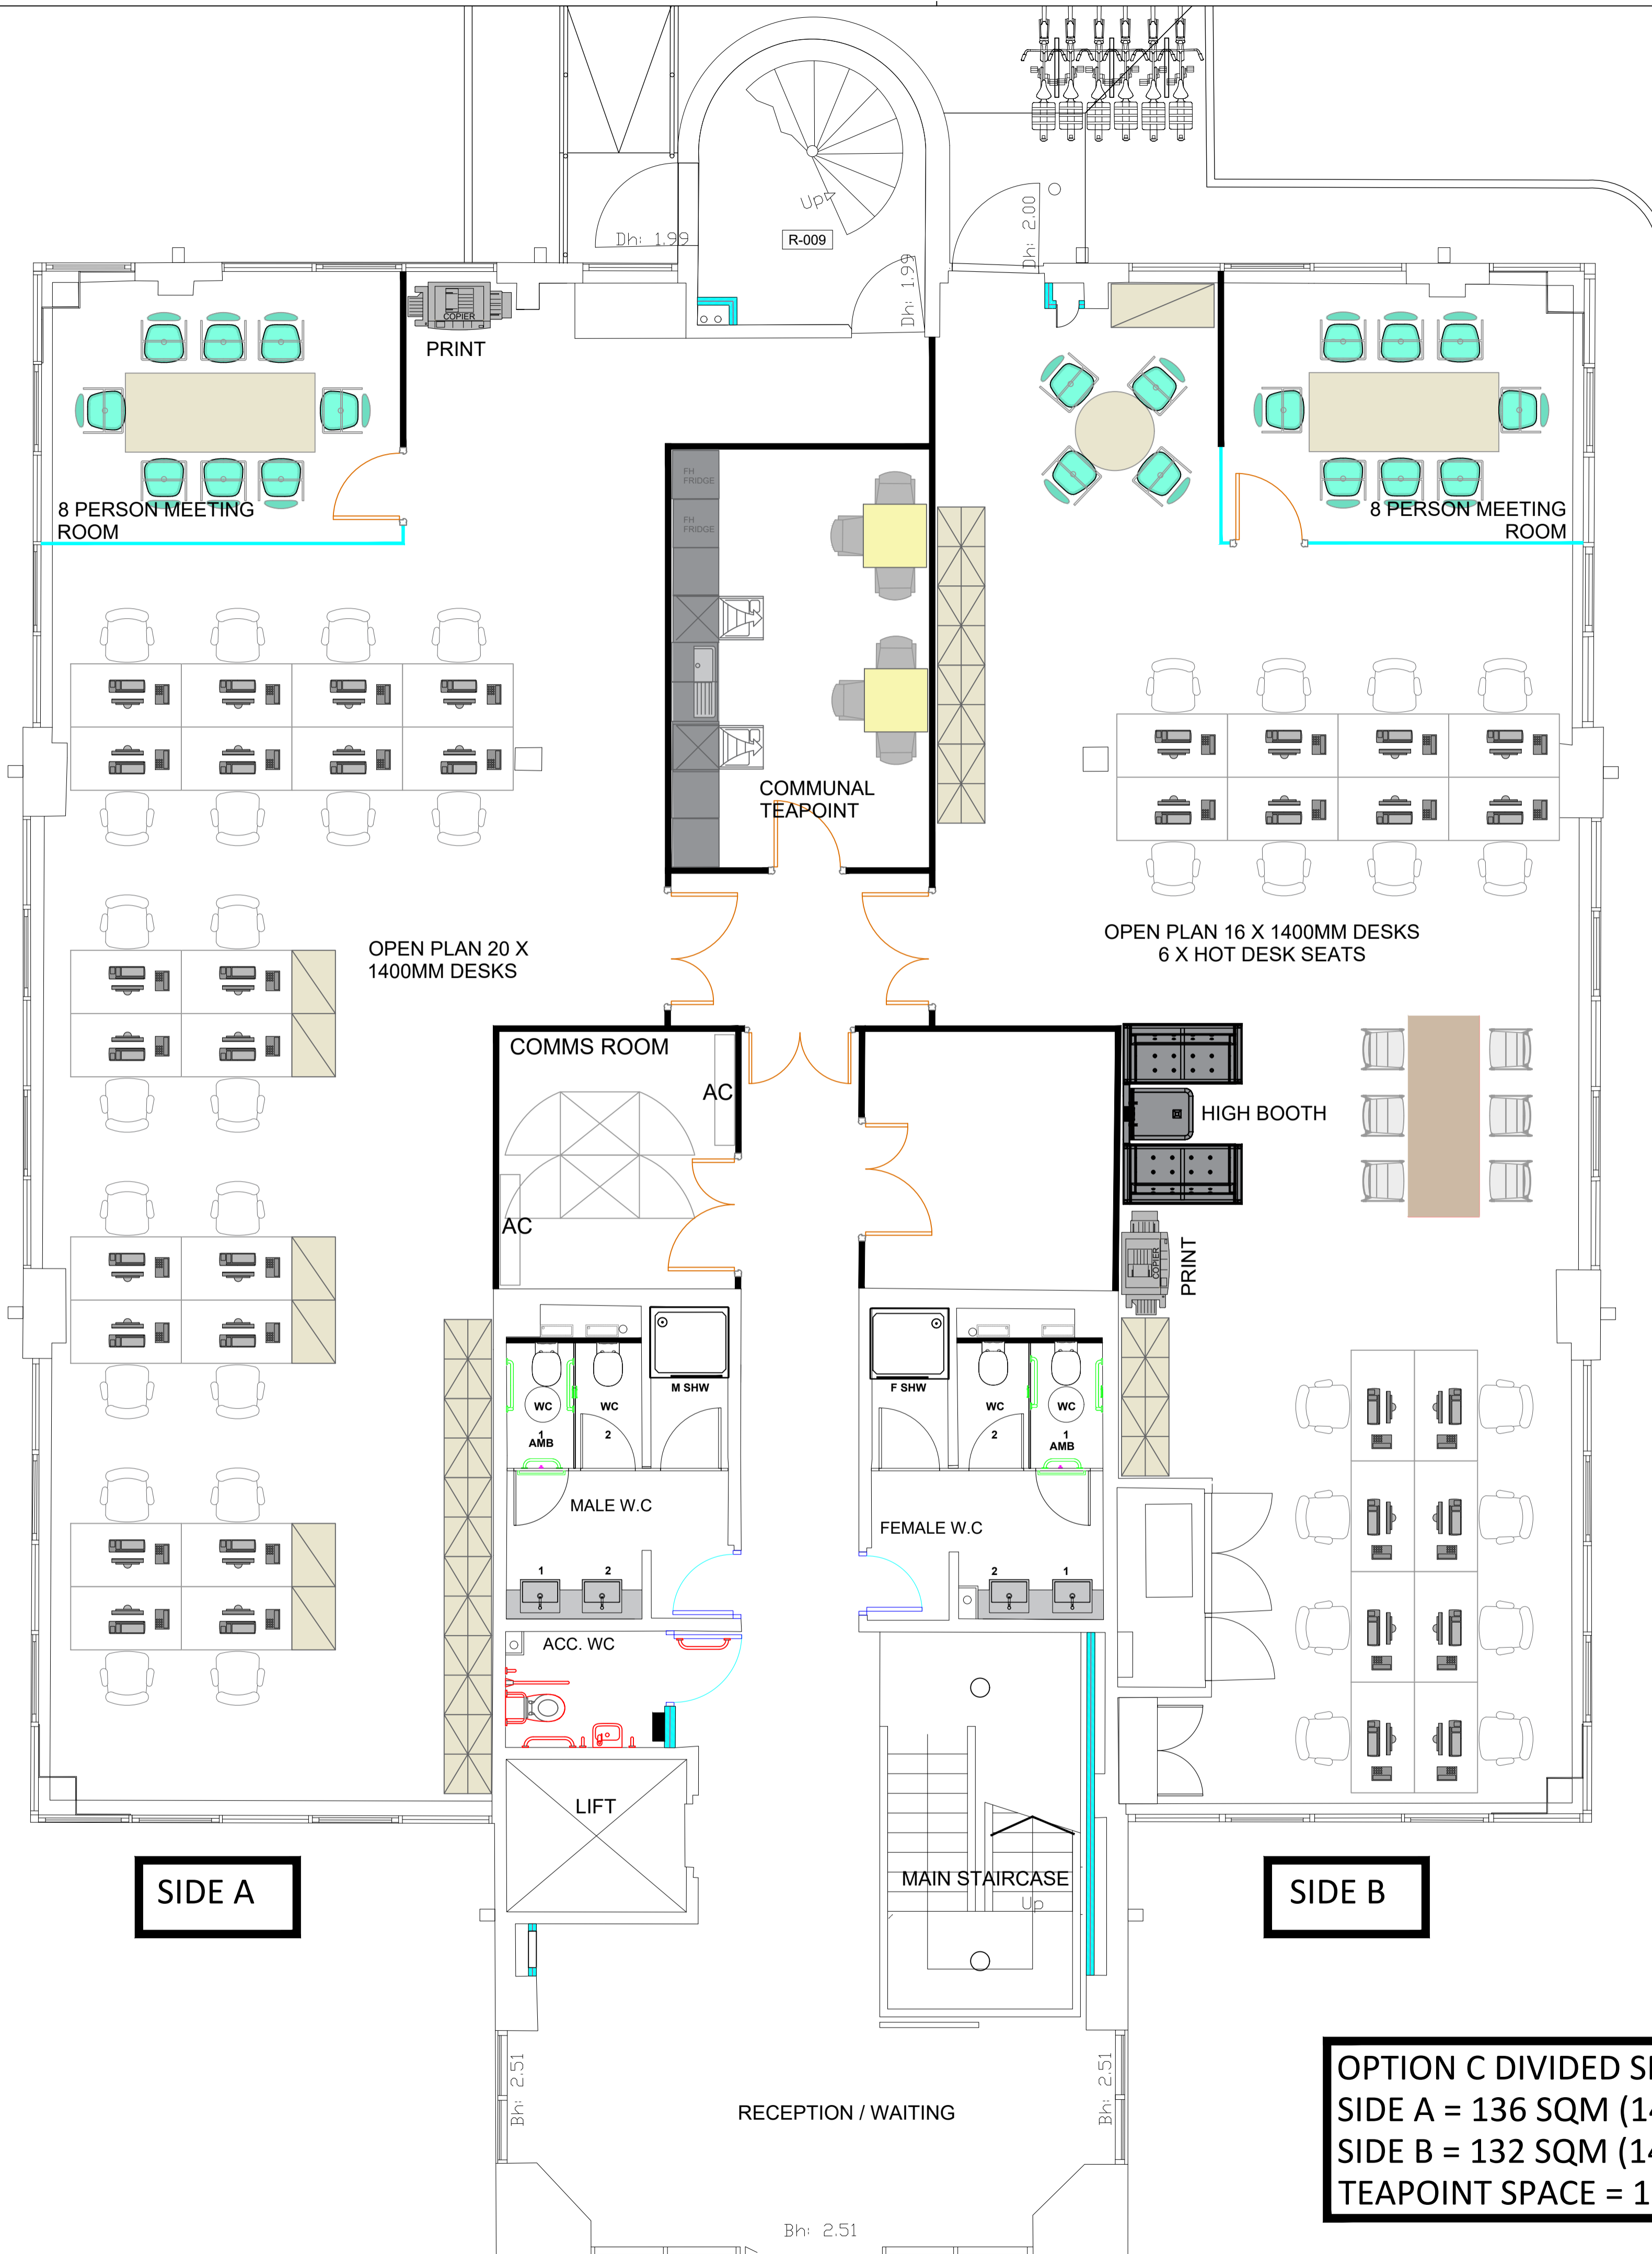 Up
Dh: 1.99
R-009
Dh: 1.99
Dh: 2.00
COPIER
PRINT
8 PERSON MEETING
ROOM
FH
FRIDGE
FH
FRIDGE
8 PERSON MEETING
ROOM
COMMUNAL
TEAPOINT
OPEN PLAN 20 X
1400MM DESKS
OPEN PLAN 16 X 1400MM DESKS
6 X HOT DESK SEATS
COMMS ROOM
AC
AC
HIGH BOOTH
COPIER
PRINT
M SHW
WC
1
AMB
WC
2
F SHW
WC
2
WC
1
AMB
MALE W.C
FEMALE W.C
1
2
2
1
ACC. WC
LIFT
MAIN STAIRCASE
Up
SIDE A
SIDE B
Bh: 2.51
Bh: 2.51
RECEPTION / WAITING
Bh: 2.51
OPTION C DIVIDED
SIDE A = 136 SQM
SIDE B = 132 SQM
TEAPOINT SPACE =